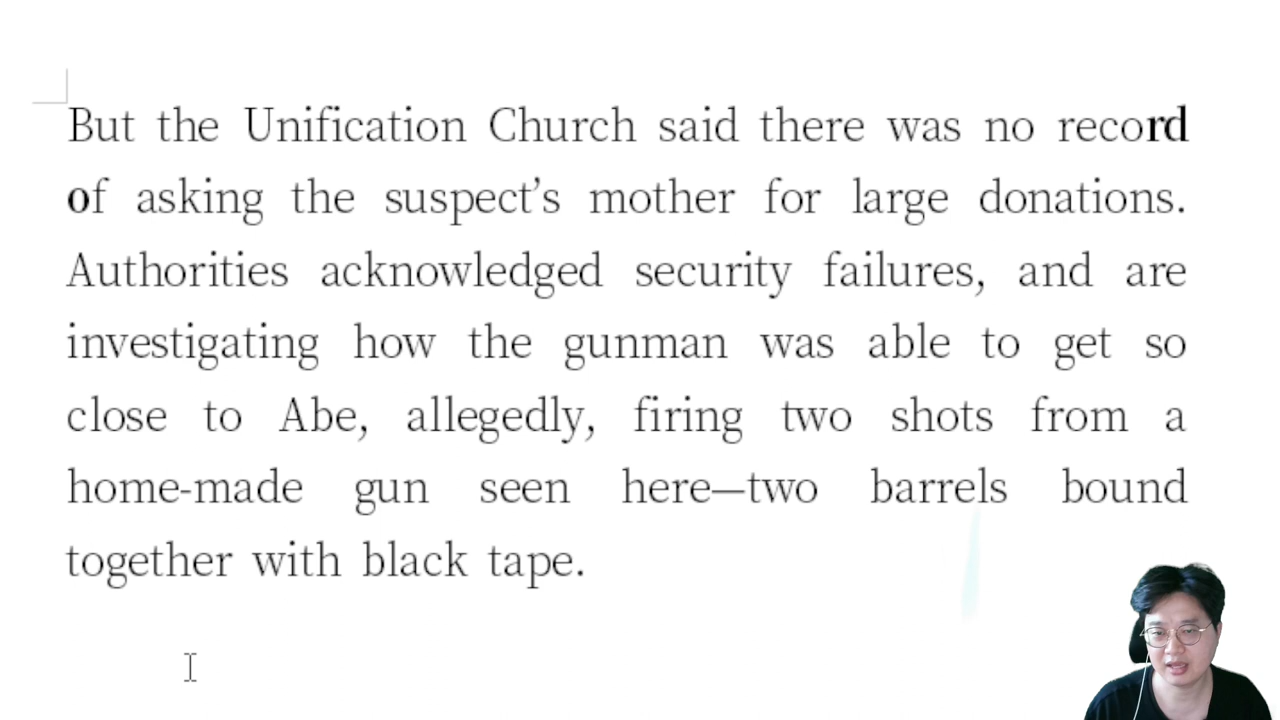 But the Unification Church said there was no record
of asking the suspect’s mother for large donations.
Authorities acknowledged security failures, and are
investigating how the gunman was able to get so
close to Abe, allegedly, firing two shots from a
home-made gun seen here—two barrels bound
together with black tape.